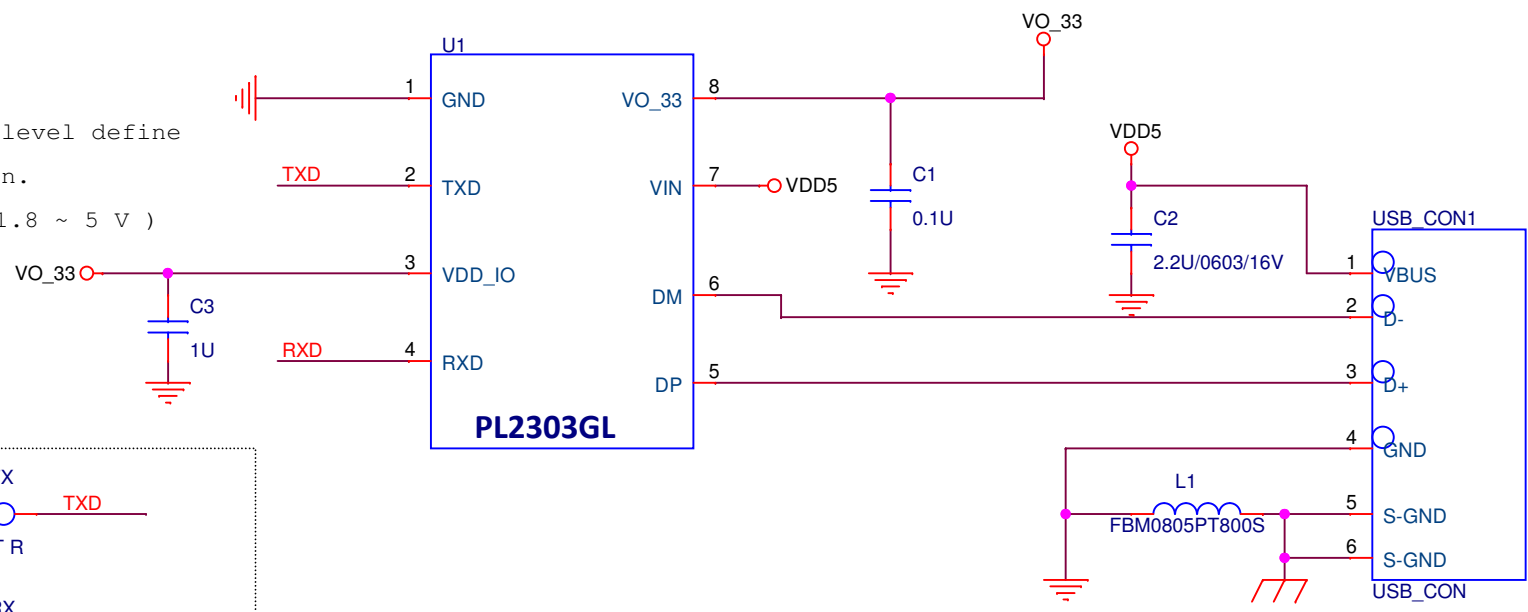 VO_33
U1
1 GND
VO_33 8
level define
VDD5
TXD 2 TXD
VIN 7 VDD5
C1
n.
0.1U
1.8 ~ 5 V )
C2
USB_CON1
2.2U/0603/16V
1 VBUS
VO_33 3 VDD_IO
DM 6
2 D-
C3
1U
RXD 4 RXD
DP 5
3 D+
PL2303GL
4 GND
X
TXD
L1
FBM0805PT800S
5 S-GND
T R
6 S-GND
USB_CON
RX